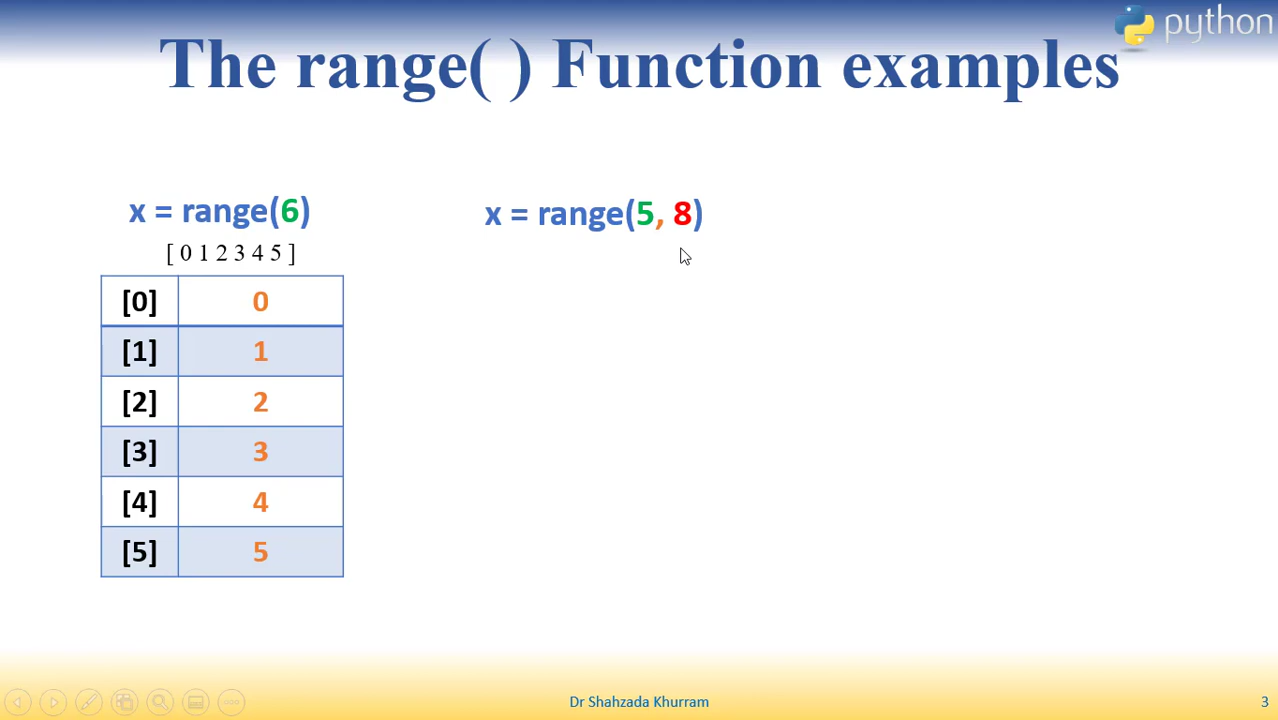 python
The range( ) Function examples
x = range(6)
[ 0 1 2 3 4 5 ]
[0] 0
[1] 1
[2] 2
[3] 3
[4] 4
[5] 5
x = range(5, 8)
Dr Shahzada Khurram
3